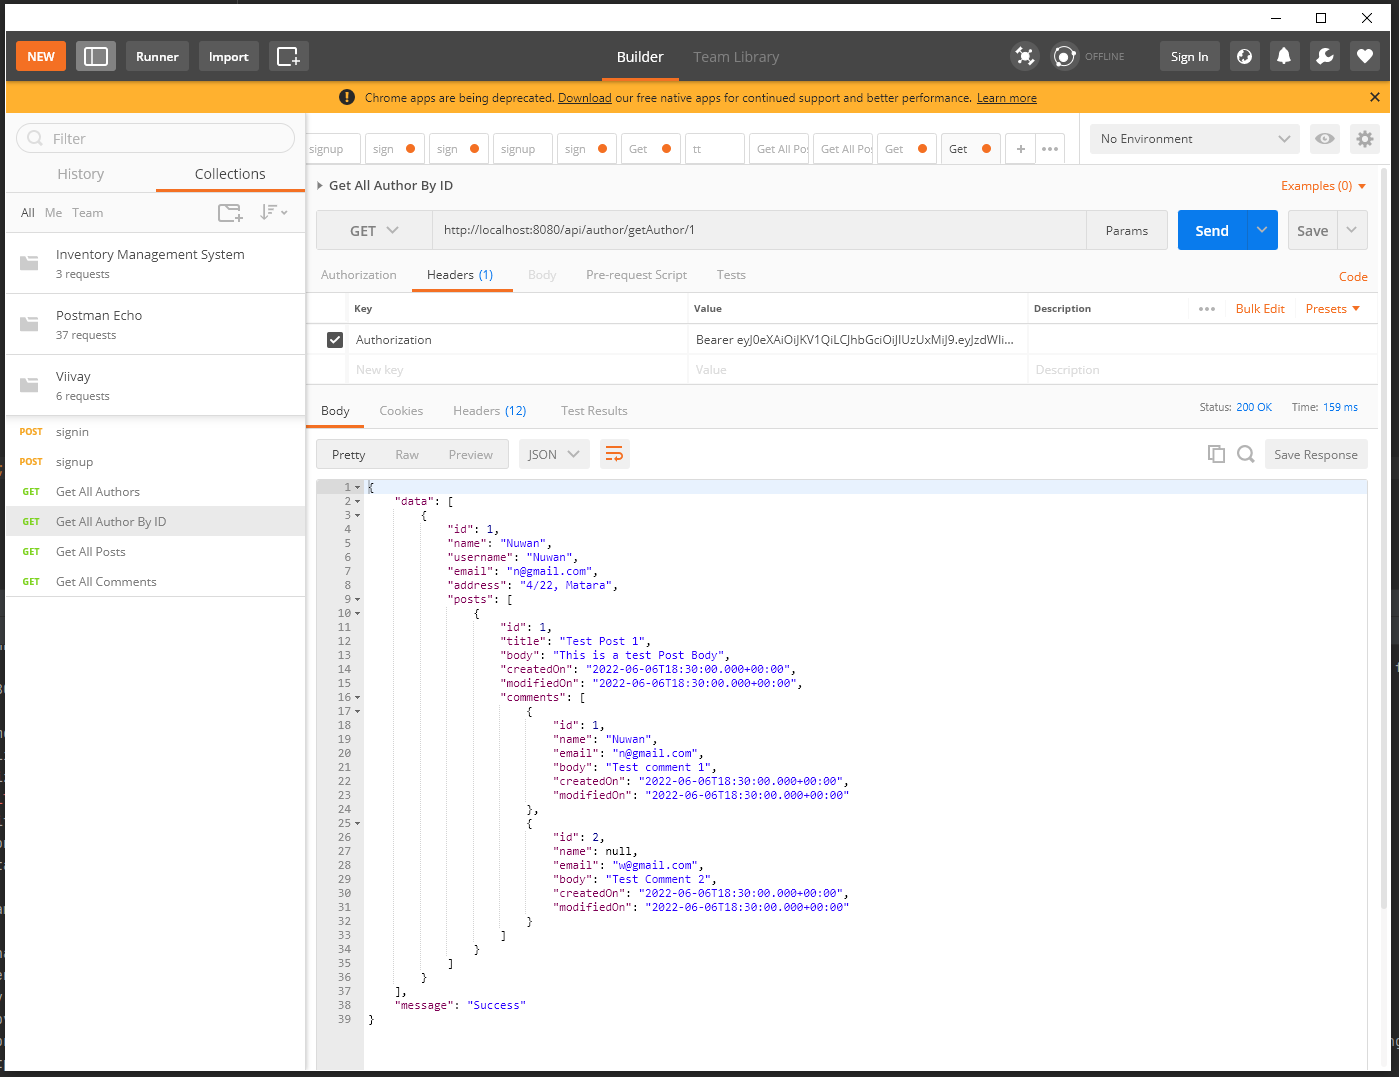 NEW
Runner
Import
Builder
Team Library
OFFLINE
Sign In
Chrome apps are being deprecated. Download our free native apps for continued support and better performance. Learn more
Filter
History
Collections
All Me Team
Inventory Management System
3 requests
Postman Echo
37 requests
Viivay
6 requests
POST signin
POST signup
GET Get All Authors
GET Get All Author By ID
GET Get All Posts
GET Get All Comments
signup
sign
sign
signup
sign
Get
tt
Get All Pos
Get All Pos
Get
Get
+
No Environment
Get All Author By ID
Examples (0)
GET
http://localhost:8080/api/author/getAuthor/1
Params
Send
Save
Authorization
Headers (1)
Body
Pre-request Script
Tests
Code
Key
Value
Description
Bulk Edit
Presets
Authorization
Bearer eyJ0eXAiOiJKV1QiLCJhbGciOiJIUzUxMiJ9.eyJzdWIi...
New key
Value
Description
Body
Cookies
Headers (12)
Test Results
Status: 200 OK
Time: 159 ms
Pretty
Raw
Preview
JSON
Save Response
1 {
2 "data": [
3 {
4 "id": 1,
5 "name": "Nuwan",
6 "username": "Nuwan",
7 "email": "n@gmail.com",
8 "address": "4/22, Matara",
9 "posts": [
10 {
11 "id": 1,
12 "title": "Test Post 1",
13 "body": "This is a test Post Body",
14 "createdOn": "2022-06-06T18:30:00.000+00:00",
15 "modifiedOn": "2022-06-06T18:30:00.000+00:00",
16 "comments": [
17 {
18 "id": 1,
19 "name": "Nuwan",
20 "email": "n@gmail.com",
21 "body": "Test comment 1",
22 "createdOn": "2022-06-06T18:30:00.000+00:00",
23 "modifiedOn": "2022-06-06T18:30:00.000+00:00"
24 },
25 {
26 "id": 2,
27 "name": null,
28 "email": "w@gmail.com",
29 "body": "Test Comment 2",
30 "createdOn": "2022-06-06T18:30:00.000+00:00",
31 "modifiedOn": "2022-06-06T18:30:00.000+00:00"
32 }
33 ]
34 }
35 ]
36 }
37 ],
38 "message": "Success"
39 }